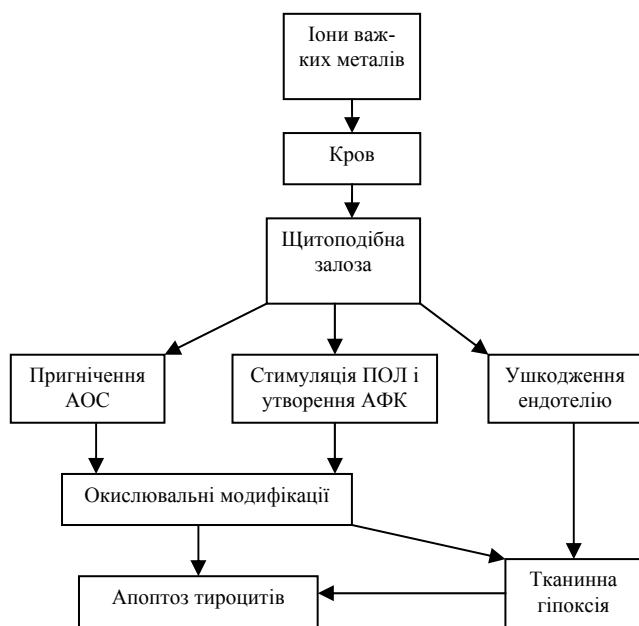 Іони важ-
ких металів
Кров
Щитоподібна
залоза
Пригнічення
АОС
Стимуляція ПОЛ і
утворення АФК
Ушкодження
ендотелію
Окислювальні модифікації
Апоптоз тироцитів
Тканинна
гіпоксія